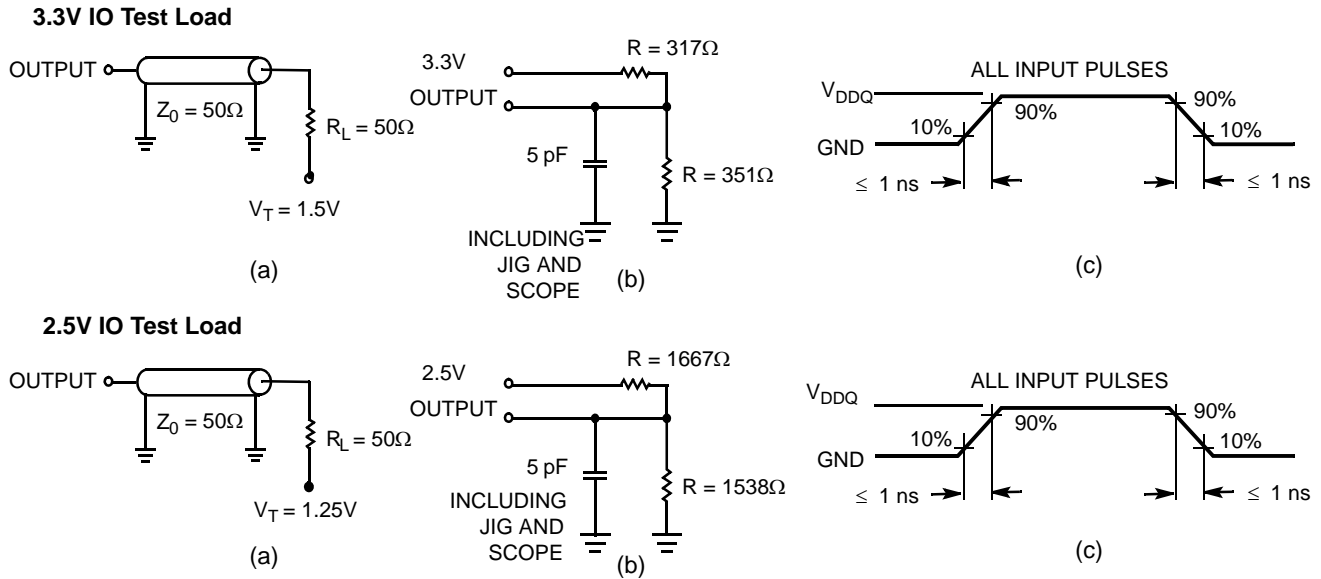 3.3V IO Test Load
OUTPUT
Z0 = 50Ω
RL = 50Ω
VT = 1.5V
(a)
3.3V
OUTPUT
R = 317Ω
5 pF
R = 351Ω
INCLUDING
JIG AND
SCOPE
(b)
ALL INPUT PULSES
VDDQ
GND
10%
90%
90%
10%
≤ 1 ns
≤ 1 ns
(c)
2.5V IO Test Load
OUTPUT
Z0 = 50Ω
RL = 50Ω
VT = 1.25V
(a)
2.5V
OUTPUT
R = 1667Ω
5 pF
R = 1538Ω
INCLUDING
JIG AND
SCOPE
(b)
ALL INPUT PULSES
VDDQ
GND
10%
90%
90%
10%
≤ 1 ns
≤ 1 ns
(c)